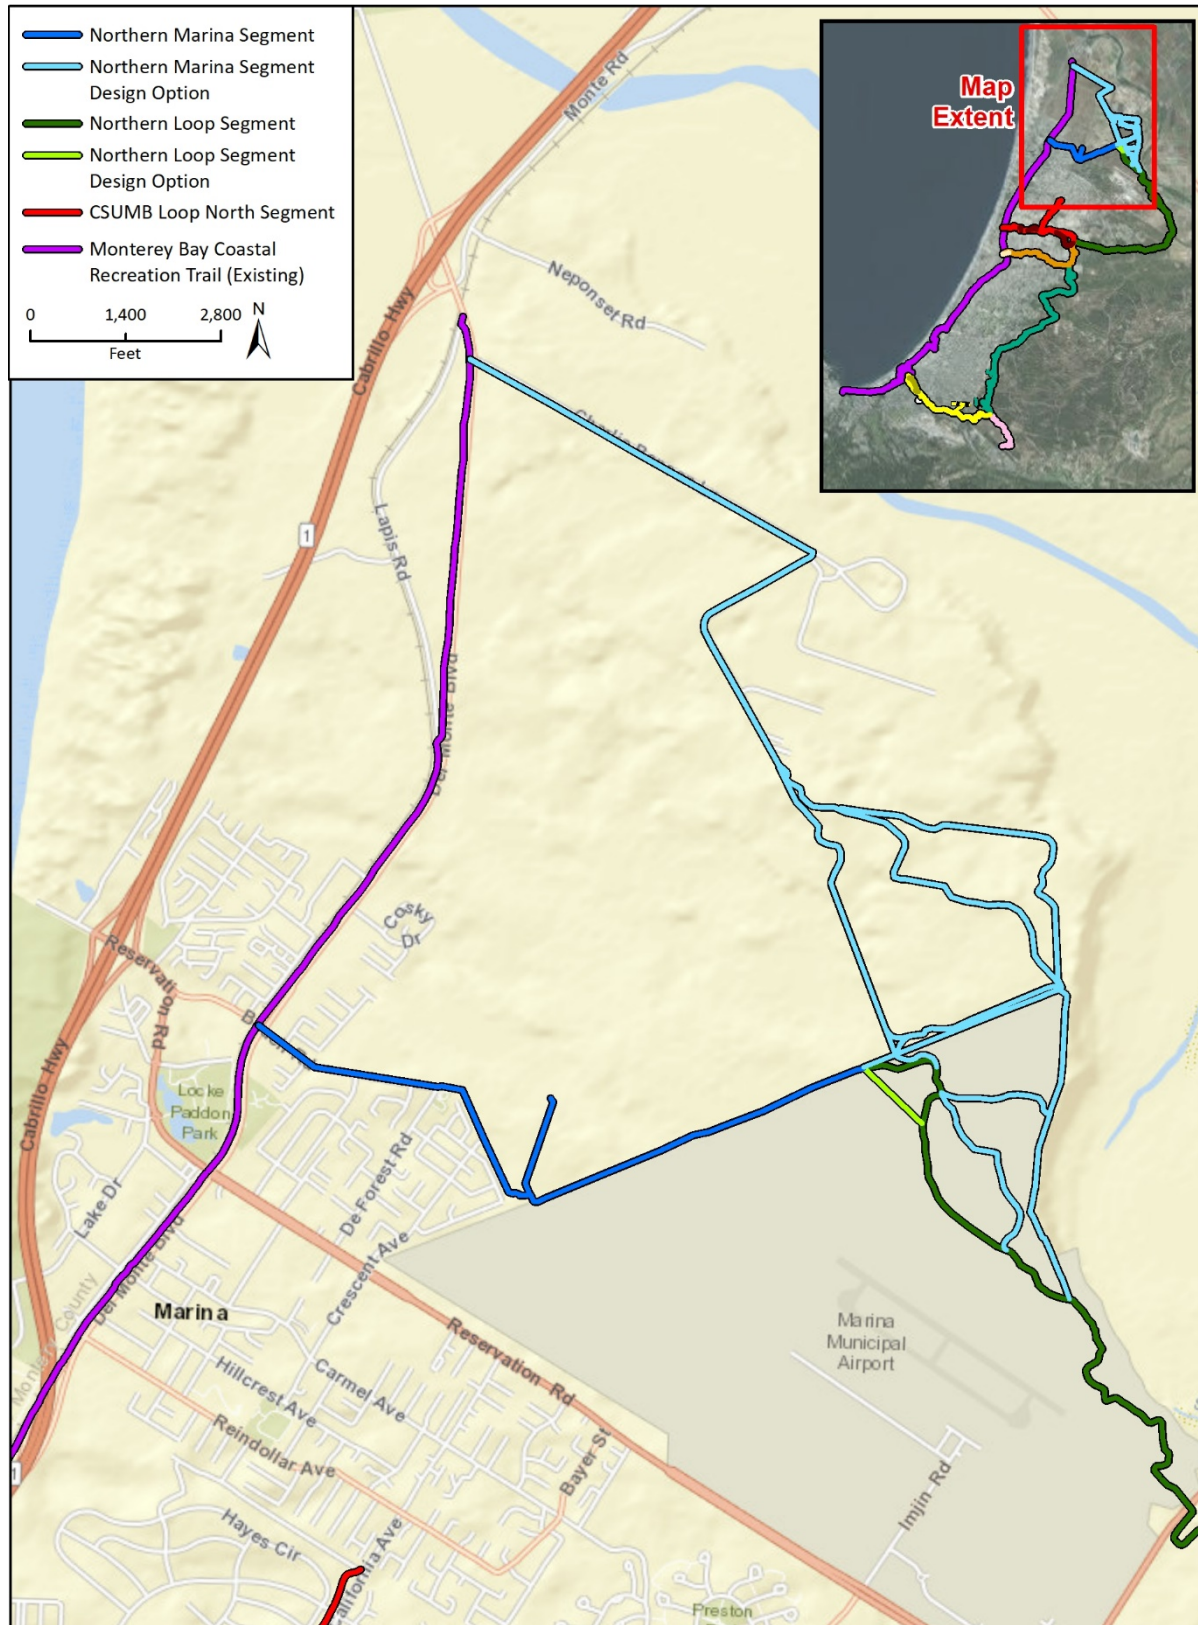 Northern Marina Segment
Northern Marina Segment
Design Option
Northern Loop Segment
Northern Loop Segment
Design Option
CSUMB Loop North Segment
Monterey Bay Coastal
Recreation Trail (Existing)
0 1,400 2,800
Feet
N
Map
Extent
Monte Rd
Neponset Rd
Cabrillo Hwy
1
Lapis Rd
Del Monte Blvd
Cosky
Dr
Reservation Rd
Cabrillo Hwy
Locke
Paddon
Park
Lake Dr
De Forest Rd
Crescent Ave
Del Monte Blvd
County
Marina
Reservation Rd
Marina
Municipal
Airport
Carmel Ave
Hillcrest Ave
Reindollar Ave
Bayer St
Imjin Rd
1
Hayes Cir
California Ave
Preston